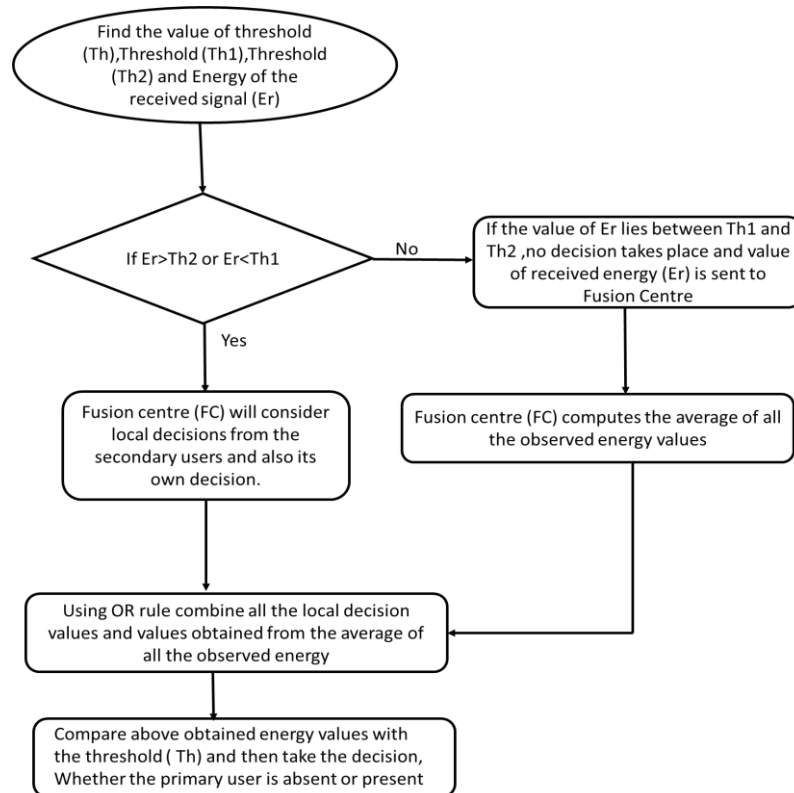 Find the value of threshold
(Th),Threshold (Th1),Threshold
(Th2) and Energy of the
received signal (Er)
If Er>Th2 or Er<Th1
No
If the value of Er lies between Th1 and
Th2 ,no decision takes place and value
of received energy (Er) is sent to
Fusion Centre
Yes
Fusion centre (FC) will consider
local decisions from the
secondary users and also its
own decision.
Fusion centre (FC) computes the average of all
the observed energy values
Using OR rule combine all the local decision
values and values obtained from the average of
all the observed energy
Compare above obtained energy values with
the threshold ( Th) and then take the decision,
Whether the primary user is absent or present